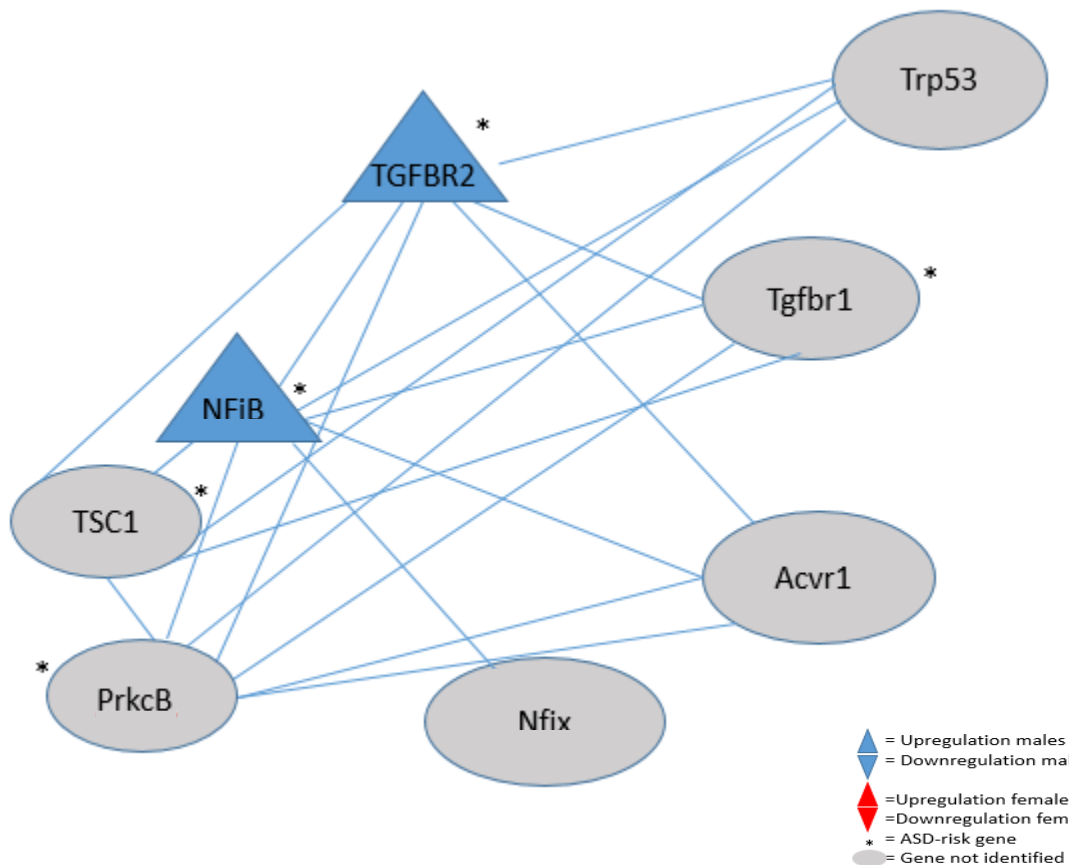 Trp53
*
TGFBR2
Tgfbr1
*
*
NFiB
*
TSC1
Acvr1
*
PrkcB
Nfix
= Upregulation males
= Downregulation mal
=Upregulation female
=Downregulation fem
* = ASD-risk gene
= Gene not identified